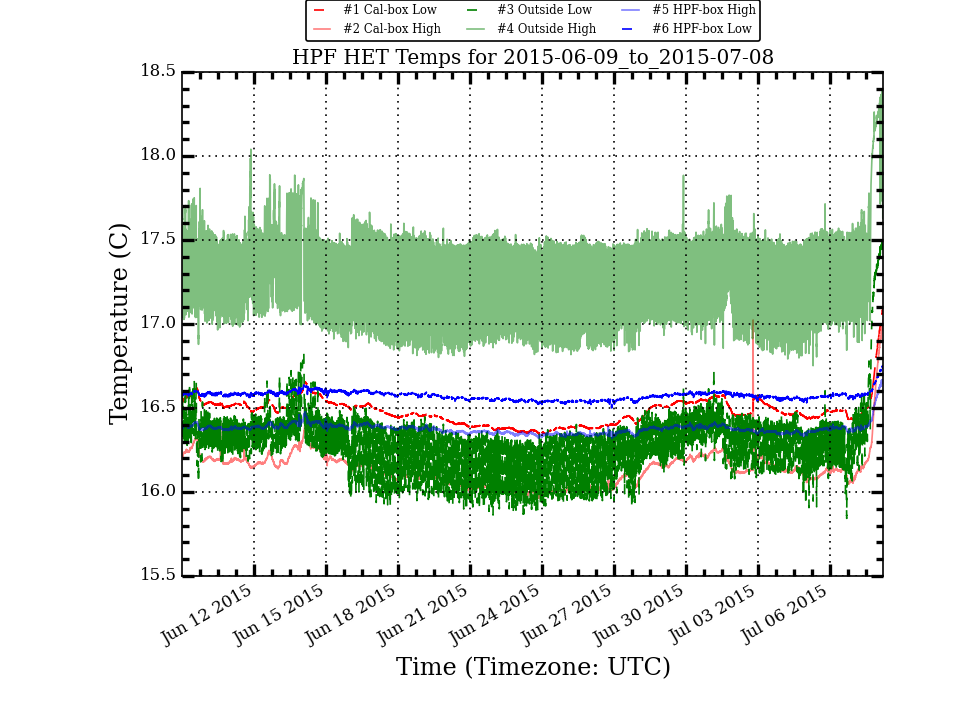 #1 Cal-box Low #3 Outside Low #5 HPF-box High
#2 Cal-box High #4 Outside High #6 HPF-box Low
HPF HET Temps for 2015-06-09_to_2015-07-08
18.5
18.0
17.5
17.0
16.5
16.0
15.5
Temperature (C)
Jun 12 2015 Jun 15 2015 Jun 18 2015 Jun 21 2015 Jun 24 2015 Jun 27 2015 Jun 30 2015 Jul 03 2015 Jul 06 2015
Time (Timezone: UTC)